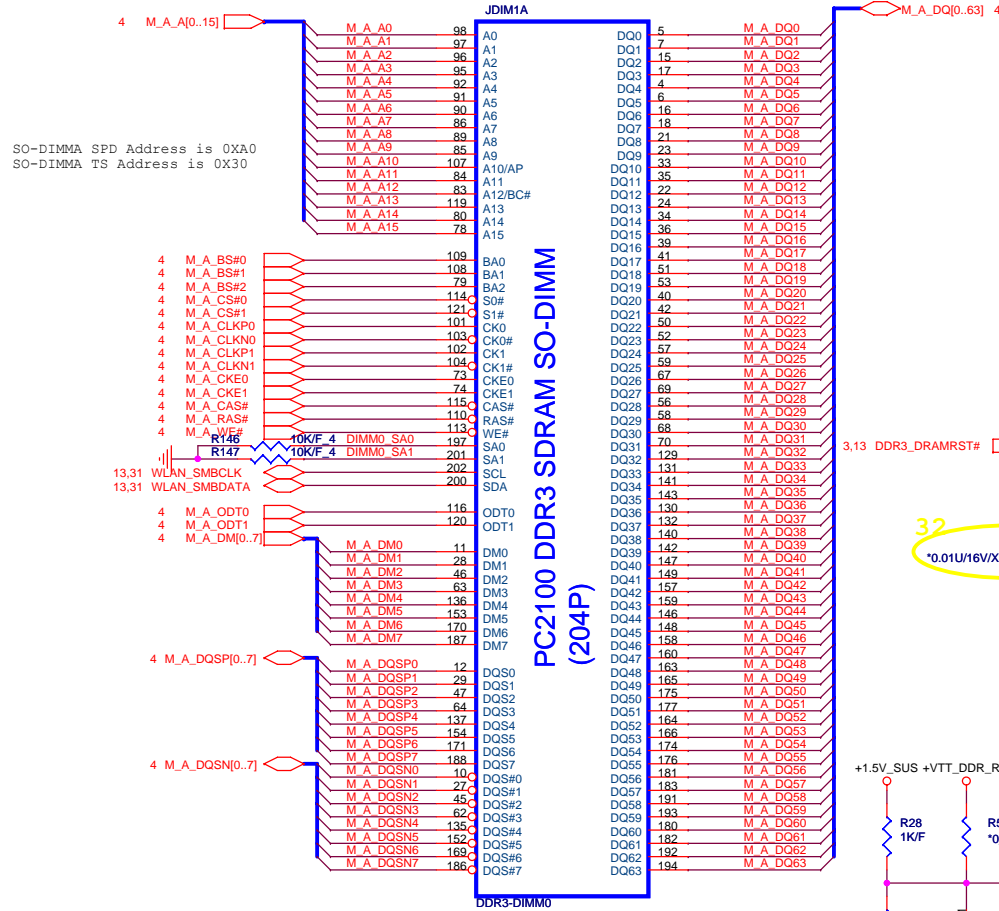 JDIM1A
4 M_A_A[0..15]
M_A_DQ[0..63] 4
M_A_A0 98 A0
M_A_A1 97 A1
M_A_A2 96 A2
M_A_A3 95 A3
M_A_A4 92 A4
M_A_A5 91 A5
M_A_A6 90 A6
M_A_A7 86 A7
M_A_A8 89 A8
M_A_A9 85 A9
M_A_A10 107 A10/AP
M_A_A11 84 A11
M_A_A12 83 A12/BC#
M_A_A13 119 A13
M_A_A14 80 A14
M_A_A15 78 A15
SO-DIMMA SPD Address is 0XA0
SO-DIMMA TS Address is 0X30
4 M_A_BS#0 109 BA0
4 M_A_BS#1 108 BA1
4 M_A_BS#2 79 BA2
4 M_A_CS#0 114 S0#
4 M_A_CS#1 121 S1#
4 M_A_CLKP0 101 CK0
4 M_A_CLKN0 103 CK0#
4 M_A_CLKP1 102 CK1
4 M_A_CLKN1 104 CK1#
4 M_A_CKE0 73 CKE0
4 M_A_CKE1 74 CKE1
4 M_A_CAS# 115 CAS#
4 M_A_RAS# 110 RAS#
4 M_A_WE# 113 WE#
R146 10K/F_4 DIMM0_SA0 197 SA0
R147 10K/F_4 DIMM0_SA1 201 SA1
13,31 WLAN_SMBCLK 202 SCL
13,31 WLAN_SMBDATA 200 SDA
4 M_A_ODT0 116 ODT0
4 M_A_ODT1 120 ODT1
4 M_A_DM[0..7]
M_A_DM0 11 DM0
M_A_DM1 28 DM1
M_A_DM2 46 DM2
M_A_DM3 63 DM3
M_A_DM4 136 DM4
M_A_DM5 153 DM5
M_A_DM6 170 DM6
M_A_DM7 187 DM7
4 M_A_DQSP[0..7]
M_A_DQSP0 12 DQS0
M_A_DQSP1 29 DQS1
M_A_DQSP2 47 DQS2
M_A_DQSP3 64 DQS3
M_A_DQSP4 137 DQS4
M_A_DQSP5 154 DQS5
M_A_DQSP6 171 DQS6
M_A_DQSP7 188 DQS7
4 M_A_DQSN[0..7]
M_A_DQSN0 10 DQS#0
M_A_DQSN1 27 DQS#1
M_A_DQSN2 45 DQS#2
M_A_DQSN3 62 DQS#3
M_A_DQSN4 135 DQS#4
M_A_DQSN5 152 DQS#5
M_A_DQSN6 169 DQS#6
M_A_DQSN7 186 DQS#7
PC2100 DDR3 SDRAM SO-DIMM
(204P)
DQ0 5 M_A_DQ0
DQ1 7 M_A_DQ1
DQ2 15 M_A_DQ2
DQ3 17 M_A_DQ3
DQ4 4 M_A_DQ4
DQ5 6 M_A_DQ5
DQ6 16 M_A_DQ6
DQ7 18 M_A_DQ7
DQ8 21 M_A_DQ8
DQ9 23 M_A_DQ9
DQ10 33 M_A_DQ10
DQ11 35 M_A_DQ11
DQ12 22 M_A_DQ12
DQ13 24 M_A_DQ13
DQ14 34 M_A_DQ14
DQ15 36 M_A_DQ15
DQ16 39 M_A_DQ16
DQ17 41 M_A_DQ17
DQ18 51 M_A_DQ18
DQ19 53 M_A_DQ19
DQ20 40 M_A_DQ20
DQ21 42 M_A_DQ21
DQ22 50 M_A_DQ22
DQ23 52 M_A_DQ23
DQ24 57 M_A_DQ24
DQ25 59 M_A_DQ25
DQ26 67 M_A_DQ26
DQ27 69 M_A_DQ27
DQ28 56 M_A_DQ28
DQ29 58 M_A_DQ29
DQ30 68 M_A_DQ30
DQ31 70 M_A_DQ31
DQ32 129 M_A_DQ32
DQ33 131 M_A_DQ33
DQ34 141 M_A_DQ34
DQ35 143 M_A_DQ35
DQ36 130 M_A_DQ36
DQ37 132 M_A_DQ37
DQ38 140 M_A_DQ38
DQ39 142 M_A_DQ39
DQ40 147 M_A_DQ40
DQ41 149 M_A_DQ41
DQ42 157 M_A_DQ42
DQ43 159 M_A_DQ43
DQ44 146 M_A_DQ44
DQ45 148 M_A_DQ45
DQ46 158 M_A_DQ46
DQ47 160 M_A_DQ47
DQ48 163 M_A_DQ48
DQ49 165 M_A_DQ49
DQ50 175 M_A_DQ50
DQ51 177 M_A_DQ51
DQ52 164 M_A_DQ52
DQ53 166 M_A_DQ53
DQ54 174 M_A_DQ54
DQ55 176 M_A_DQ55
DQ56 181 M_A_DQ56
DQ57 183 M_A_DQ57
DQ58 191 M_A_DQ58
DQ59 193 M_A_DQ59
DQ60 180 M_A_DQ60
DQ61 182 M_A_DQ61
DQ62 192 M_A_DQ62
DQ63 194 M_A_DQ63
DDR3-DIMM0
3,13 DDR3_DRAMRST#
32
*0.01U/16V/X
+1.5V_SUS +VTT_DDR_R
R28
1K/F
R5
*0